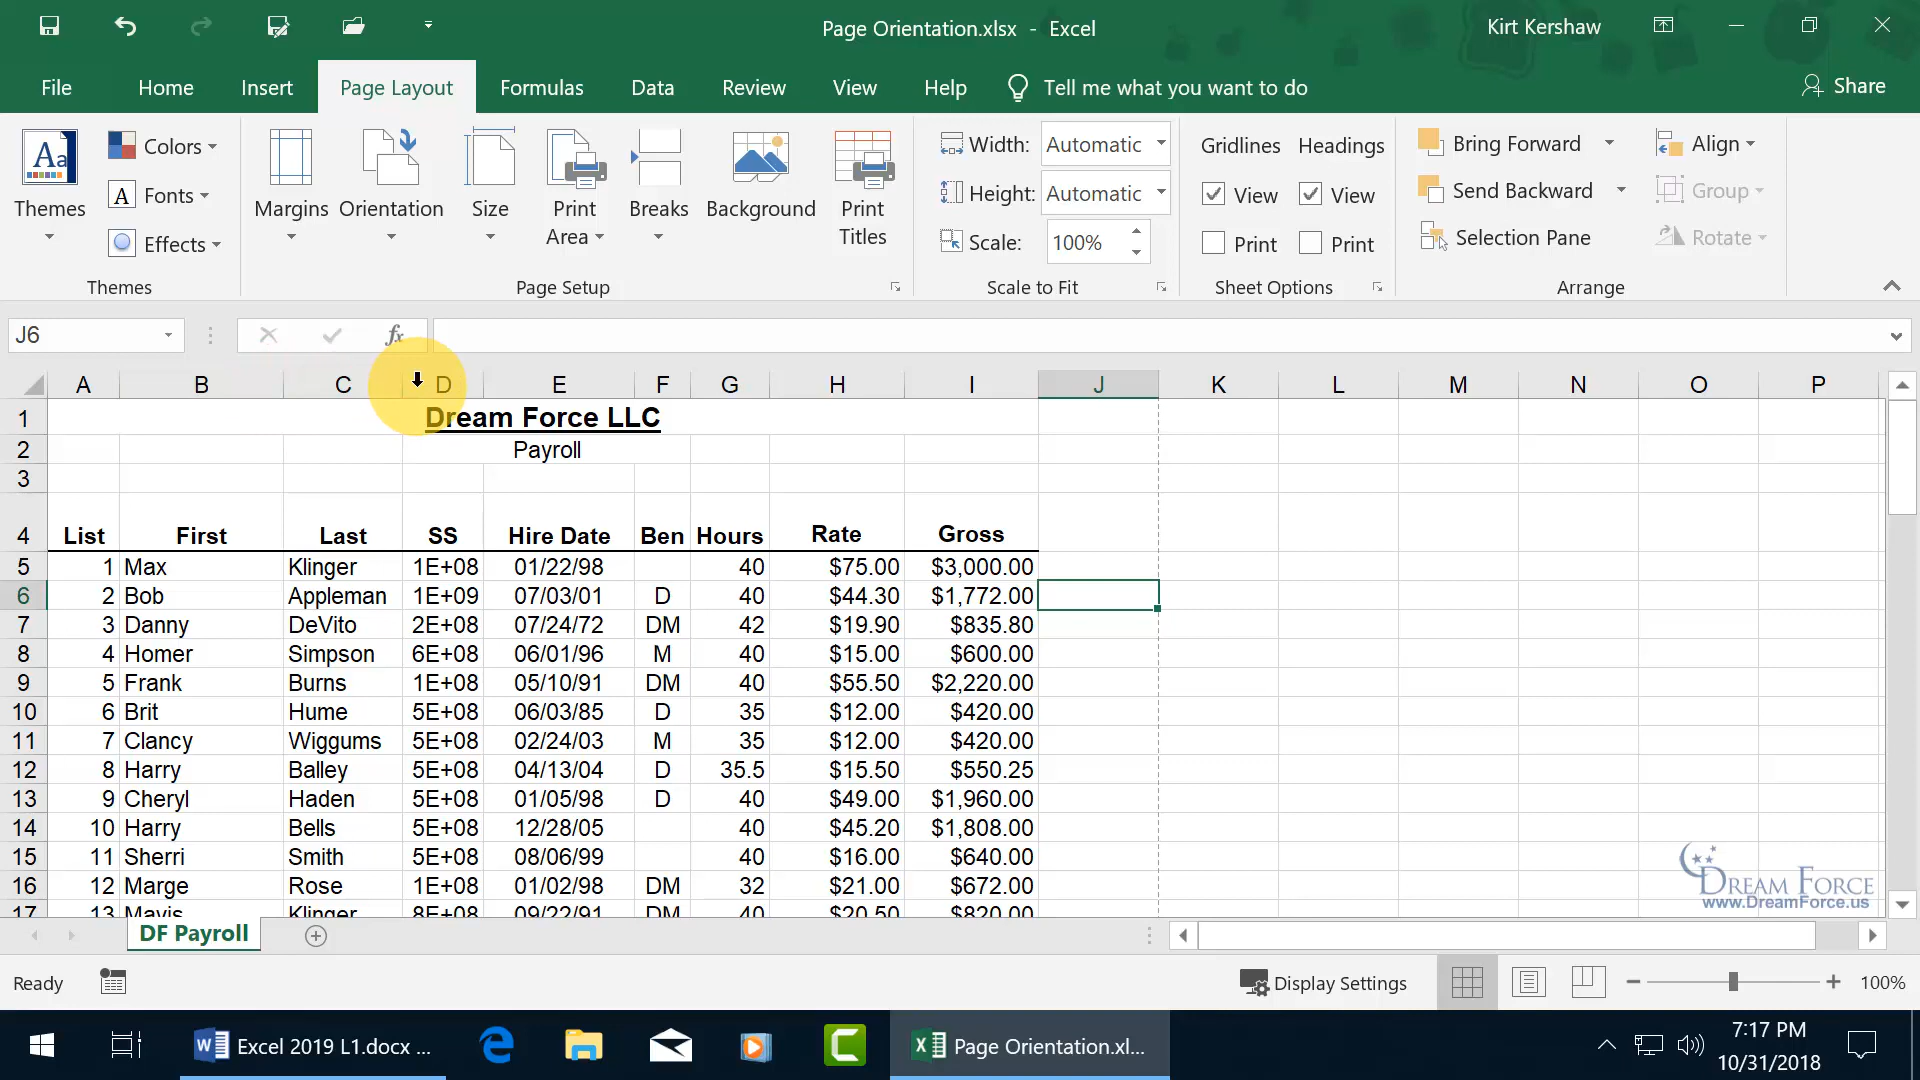 Page Orientation.xlsx - Excel
Kirt Kershaw
File Home Insert Page Layout Formulas Data Review View Help Tell me what you want to do Share
Aa Colors Margins Orientation Size Print Area Breaks Background Print Titles Width: Automatic Gridlines Headings Bring Forward Align
Themes A Fonts Height: Automatic View View Send Backward Group
Effects Scale: 100% Print Print Selection Pane Rotate
Themes Page Setup Scale to Fit Sheet Options Arrange
J6 fx
A B C D E F G H I J K L M N O P
1 Dream Force LLC
2 Payroll
3
4 List First Last SS Hire Date Ben Hours Rate Gross
5 1 Max Klinger 1E+08 01/22/98 40 $75.00 $3,000.00
6 2 Bob Appleman 1E+09 07/03/01 D 40 $44.30 $1,772.00
7 3 Danny DeVito 2E+08 07/24/72 DM 42 $19.90 $835.80
8 4 Homer Simpson 6E+08 06/01/96 M 40 $15.00 $600.00
9 5 Frank Burns 1E+08 05/10/91 DM 40 $55.50 $2,220.00
10 6 Brit Hume 5E+08 06/03/85 D 35 $12.00 $420.00
11 7 Clancy Wiggums 5E+08 02/24/03 M 35 $12.00 $420.00
12 8 Harry Balley 5E+08 04/13/04 D 35.5 $15.50 $550.25
13 9 Cheryl Haden 5E+08 01/05/98 D 40 $49.00 $1,960.00
14 10 Harry Bells 5E+08 12/28/05 40 $45.20 $1,808.00
15 11 Sherri Smith 5E+08 08/06/99 40 $16.00 $640.00
16 12 Marge Rose 1E+08 01/02/98 DM 32 $21.00 $672.00
17 13 Mavis Klinger 8E+08 09/22/91 DM 40 $20.50 $820.00
Dream Force
www.DreamForce.us
DF Payroll
Ready Display Settings 100%
W Excel 2019 L1.docx ... Page Orientation.xl... 7:17 PM
10/31/2018